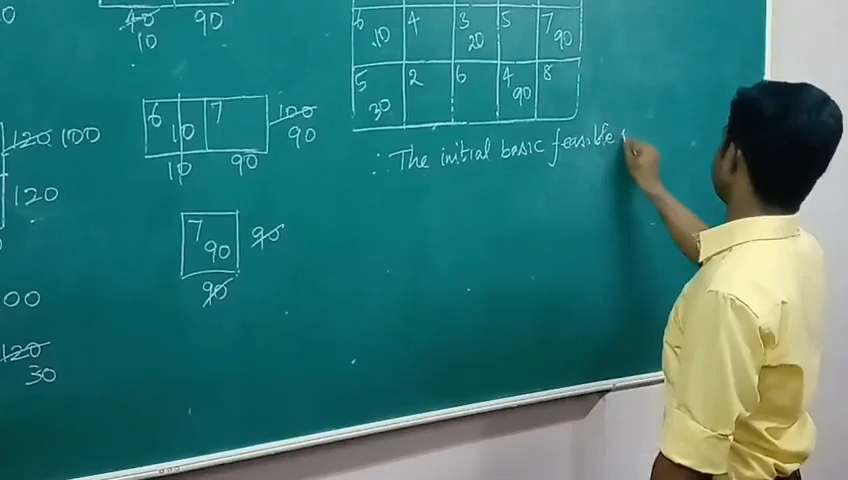 0
40 90
10
6 10 4 3 20 5 7 90
5 30 2 6 4 90 8
∴ The initial basic feasible
120 100
120
6 10 7 100
90
10 90
7 90 90
90
00
120
30